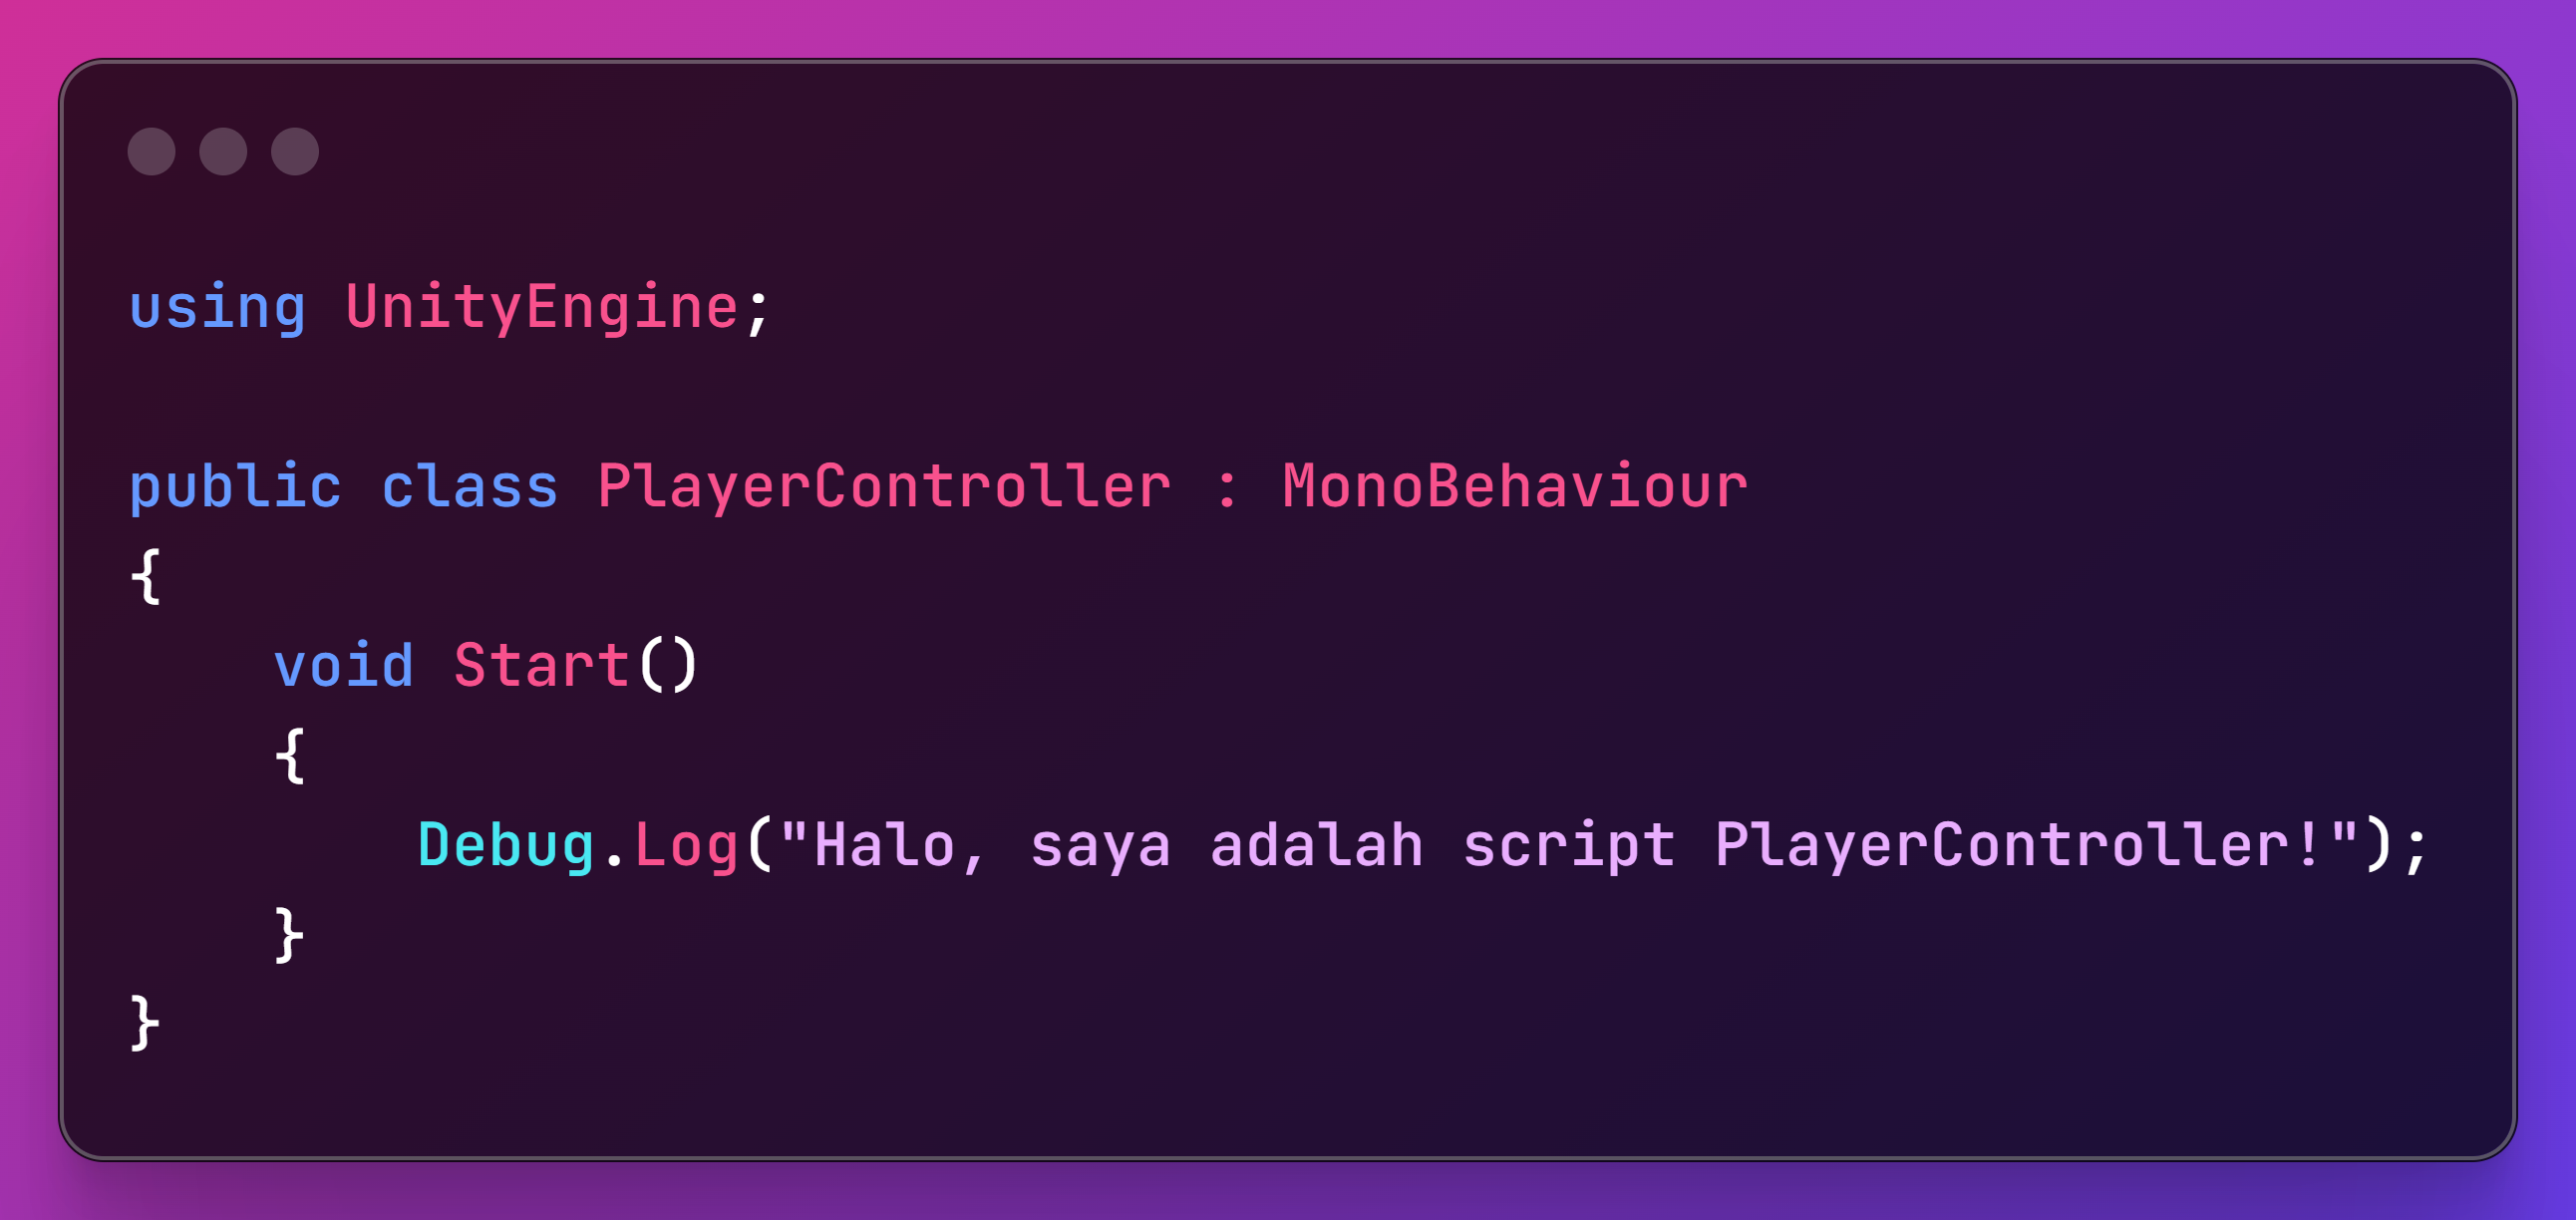 using UnityEngine;
public class PlayerController : MonoBehaviour
{
    void Start()
    {
        Debug.Log("Halo, saya adalah script PlayerController!");
    }
}